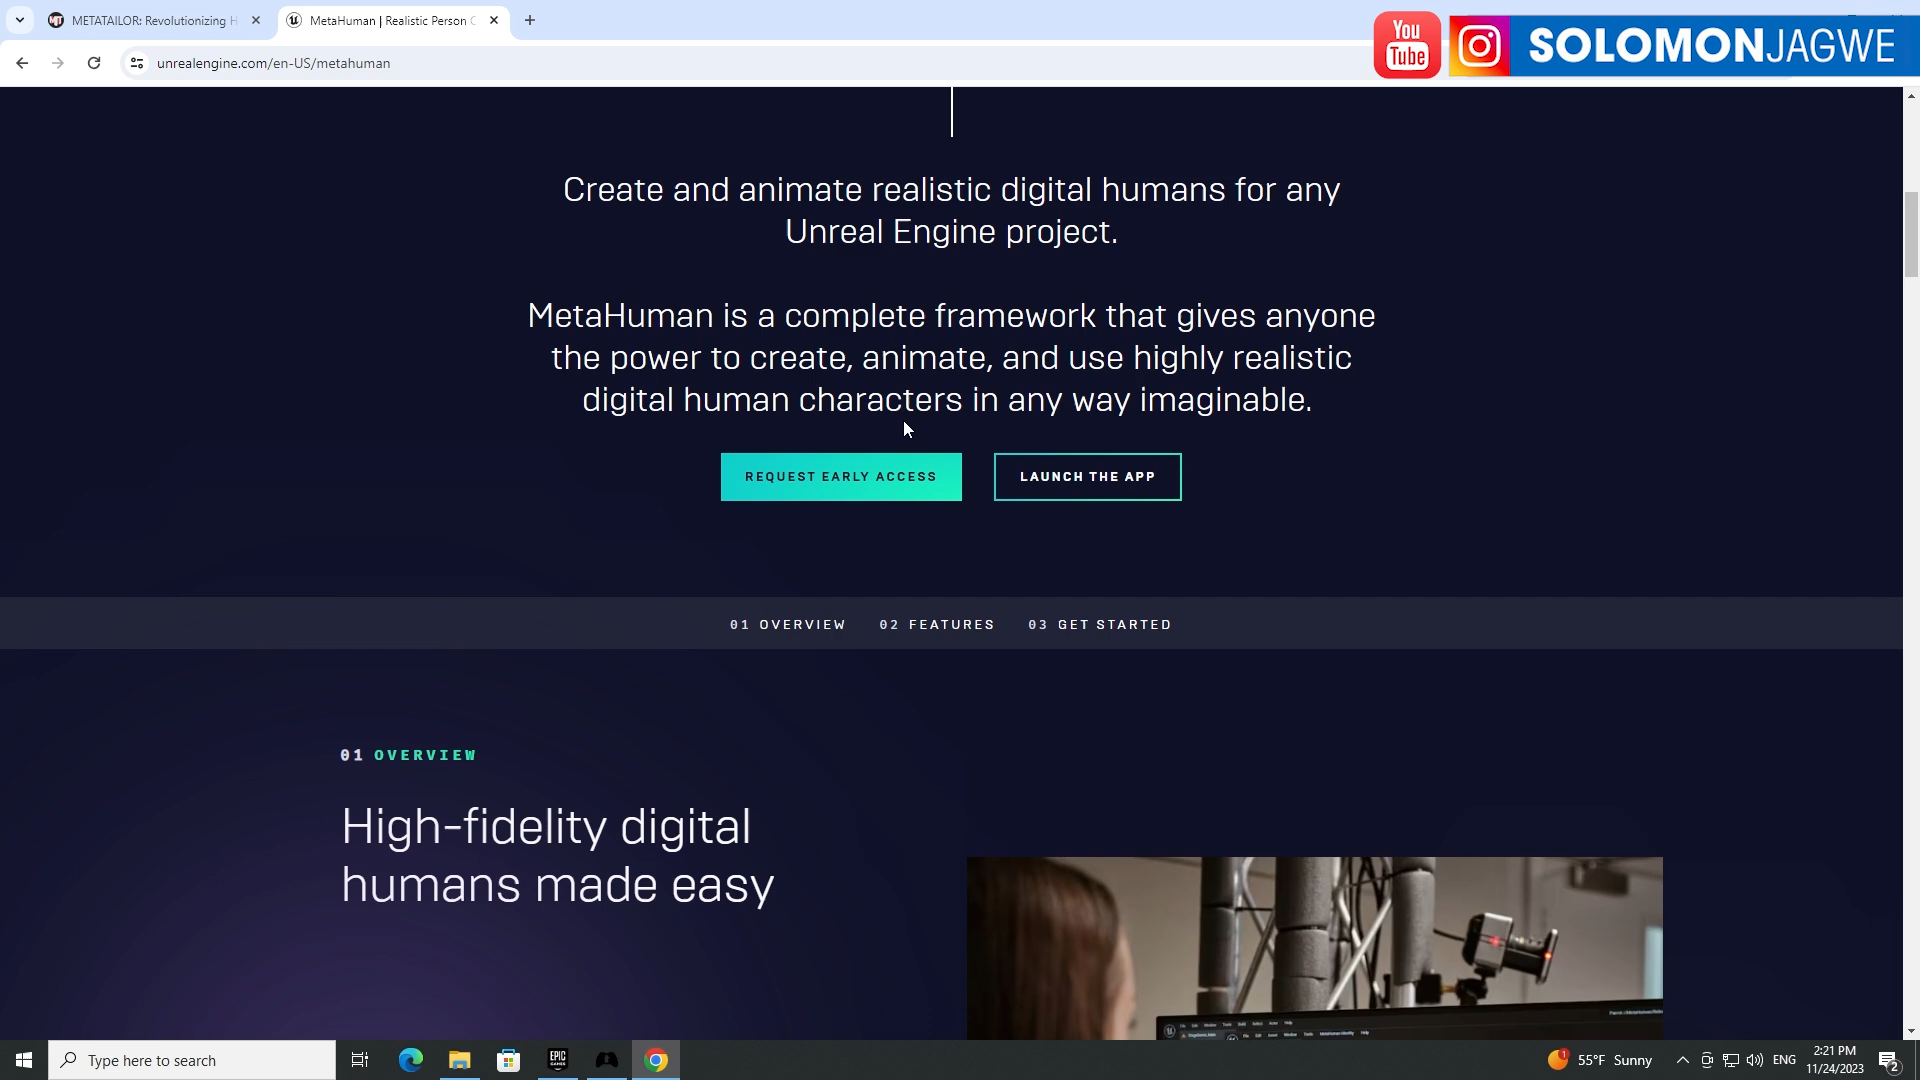 METATAILOR: Revolutionizing H
MetaHuman | Realistic Person C
You
Tube
SOLOMONJAGWE
unrealengine.com/en-US/metahuman
Create and animate realistic digital humans for any
Unreal Engine project.
MetaHuman is a complete framework that gives anyone
the power to create, animate, and use highly realistic
digital human characters in any way imaginable.
REQUEST EARLY ACCESS
LAUNCH THE APP
01 OVERVIEW
02 FEATURES
03 GET STARTED
01 OVERVIEW
High-fidelity digital
humans made easy
Type here to search
EPIC
GAMES
1
55°F Sunny
ENG
2:21 PM
11/24/2023
2